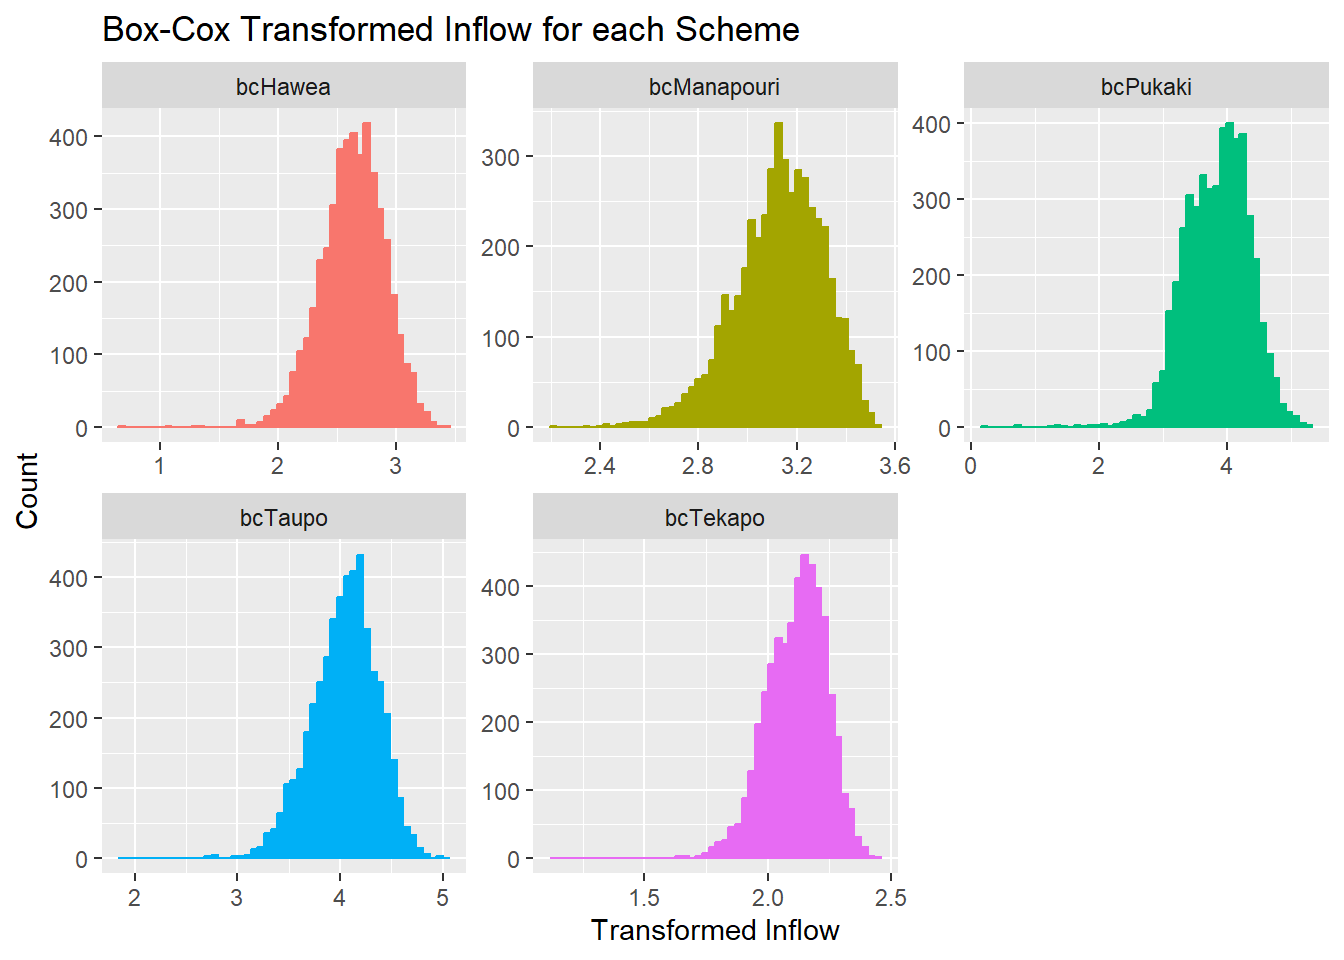 Box-Cox Transformed Inflow for each Scheme
bcHawea
bcManapouri
bcPukaki
400
300
200
100
0
1 2 3
300
200
100
0
2.4 2.8 3.2 3.6
400
300
200
100
0
0 2 4
Count
bcTaupo
bcTekapo
400
300
200
100
0
2 3 4 5
400
300
200
100
0
1.5 2.0 2.5
Transformed Inflow